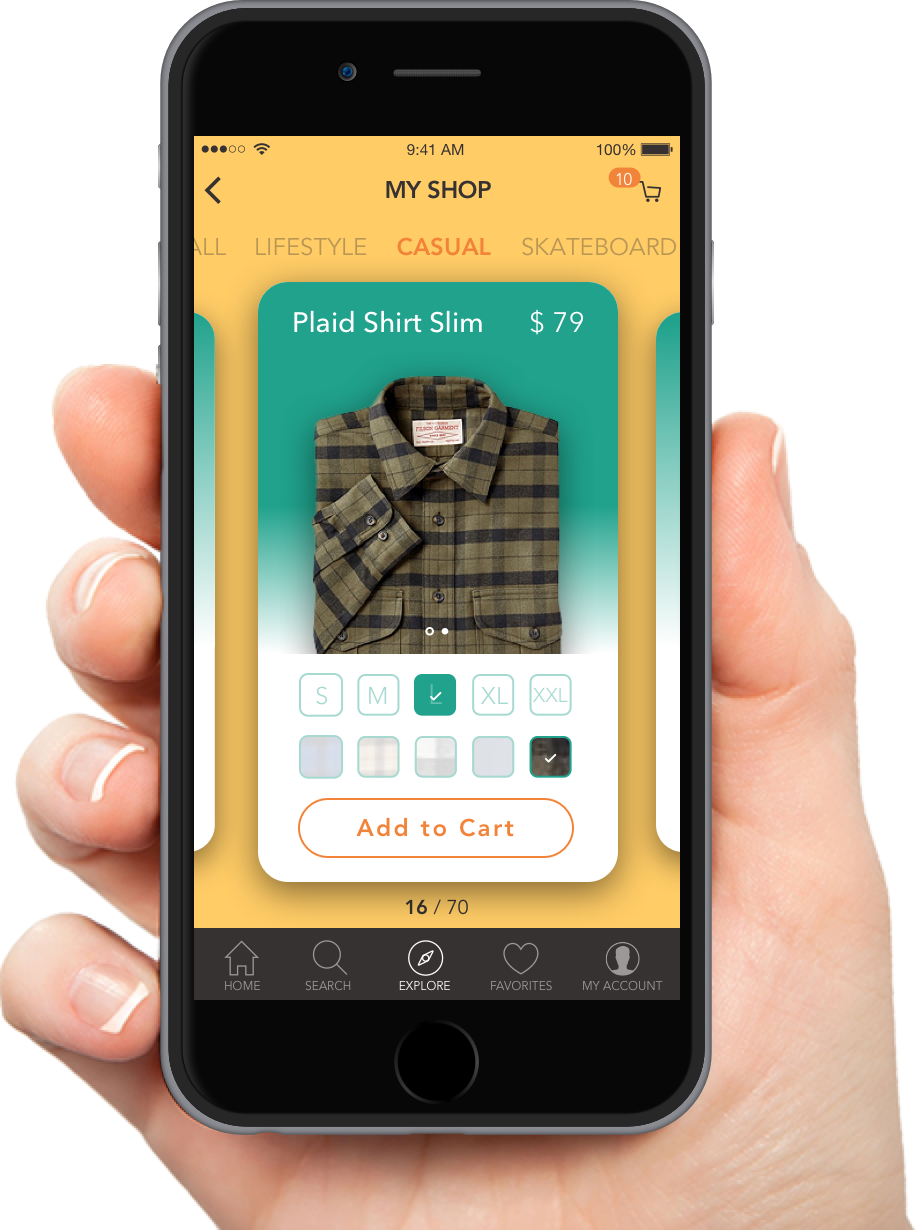 9:41 AM 100%
MY SHOP 10
ALL LIFESTYLE CASUAL SKATEBOARD
Plaid Shirt Slim $ 79
FILSON GARMENT
S M L XL XXL
Add to Cart
16 / 70
HOME SEARCH EXPLORE FAVORITES MY ACCOUNT